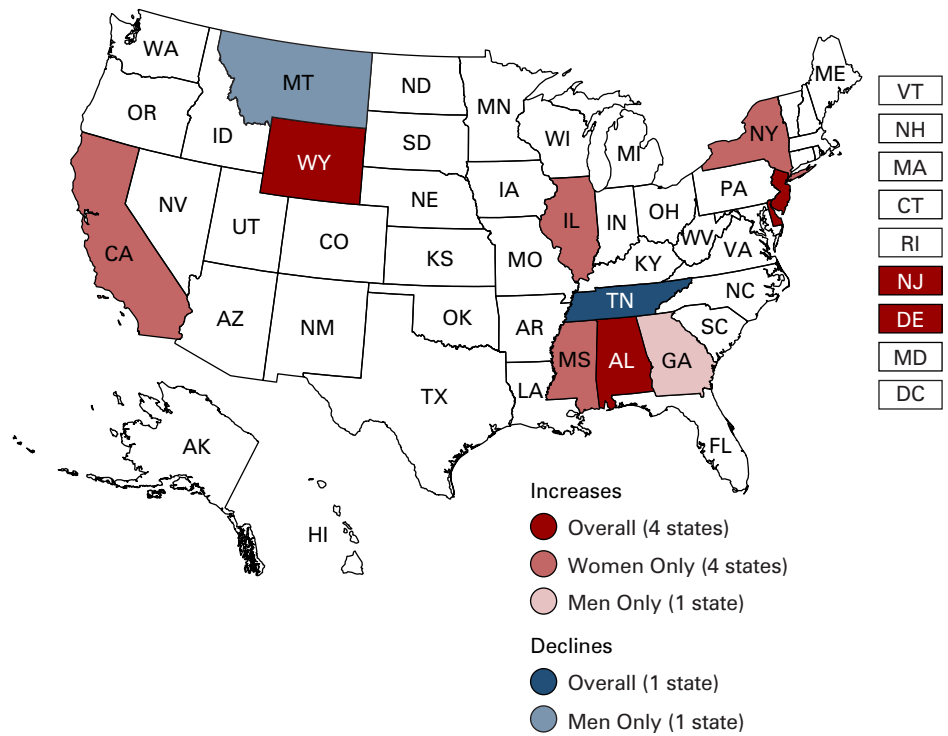 WA
MT
ND
MN
ME
VT
OR
ID
WY
SD
WI
MI
NY
NH
MA
CT
RI
NJ
DE
MD
DC
NV
UT
CO
NE
IA
IL
IN
OH
PA
CA
KS
MO
KY
WV
VA
AZ
NM
OK
AR
TN
NC
SC
TX
LA
MS
AL
GA
FL
AK
HI
Increases
Overall (4 states)
Women Only (4 states)
Men Only (1 state)
Declines
Overall (1 state)
Men Only (1 state)